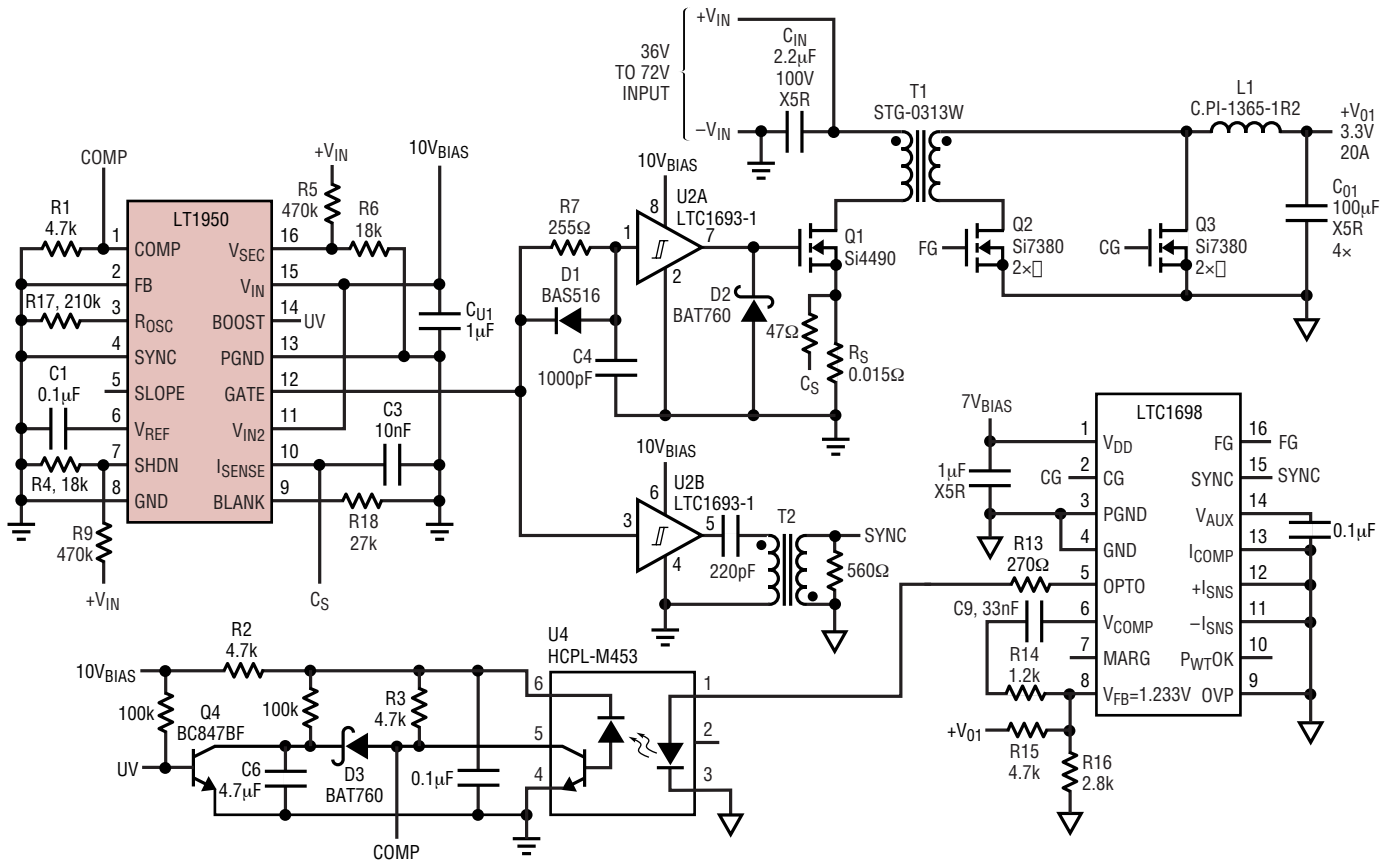 +VIN
36V
TO 72V
INPUT
CIN
2.2µF
100V
X5R
−VIN
T1
STG-0313W
L1
C.PI-1365-1R2
+V01
3.3V
20A
C01
100µF
X5R
4×
COMP
+VIN
10VBIAS
R1
4.7k
LT1950
R5
470k
R6
18k
1
COMP
VSEC
16
2
FB
VIN
15
R17, 210k
3
ROSC
BOOST
14
UV
CU1
1µF
4
SYNC
PGND
13
C1
0.1µF
5
SLOPE
GATE
12
6
VREF
VIN2
11
C3
10nF
7
SHDN
ISENSE
10
R4, 18k
8
GND
BLANK
9
R18
27k
R9
470k
+VIN
CS
10VBIAS
U2A
LTC1693-1
8
R7
255Ω
1
7
2
D1
BAS516
D2
BAT760
C4
1000pF
Q1
Si4490
47Ω
CS
RS
0.015Ω
FG
Q2
Si7380
2×▯
CG
Q3
Si7380
2×▯
10VBIAS
U2B
LTC1693-1
6
3
5
4
220pF
T2
SYNC
560Ω
7VBIAS
1µF
X5R
LTC1698
1
VDD
FG
16
FG
CG
2
CG
SYNC
15
SYNC
3
PGND
VAUX
14
0.1µF
4
GND
ICOMP
13
R13
270Ω
5
OPTO
+ISNS
12
C9, 33nF
6
VCOMP
−ISNS
11
7
MARG
PWTOK
10
R14
1.2k
8
VFB=1.233V
OVP
9
+V01
R15
4.7k
R16
2.8k
R2
4.7k
10VBIAS
U4
HCPL-M453
6
1
100k
Q4
BC847BF
100k
R3
4.7k
5
2
UV
C6
4.7µF
D3
BAT760
0.1µF
4
3
COMP